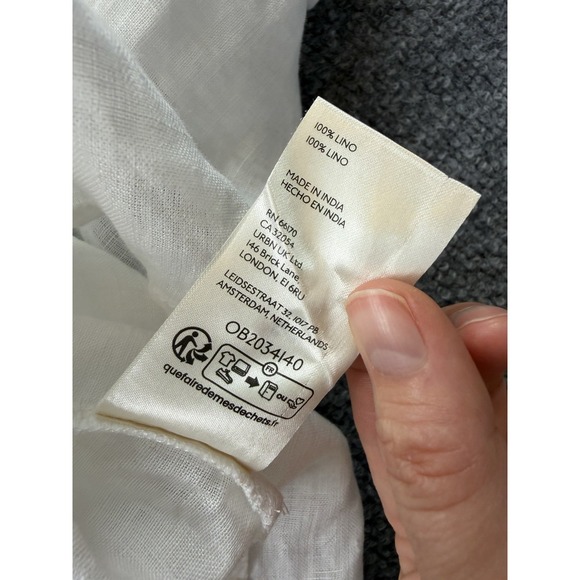 100% LINO
100% LINO
MADE IN INDIA
HECHO EN INDIA
RN 66170
CA 32054
URBN UK Ltd
146 Brick Lane,
LONDON, E1 6RU
LEIDSESTRAAT 32, 1017 PB
AMSTERDAM, NETHERLANDS
OB2034140
FR
OU
quefairedemesdechets.fr